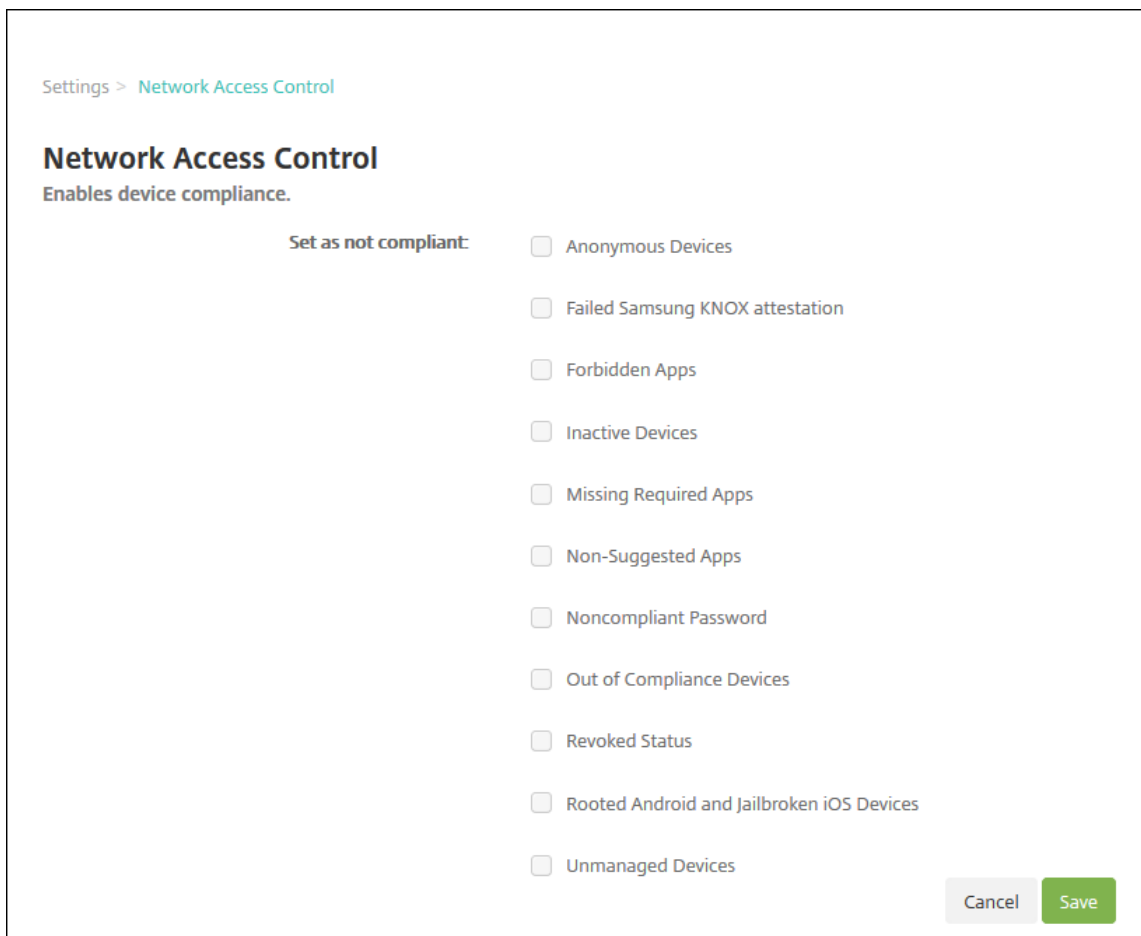 Settings > Network Access Control
Network Access Control
Enables device compliance.
Set as not compliant:
Anonymous Devices
Failed Samsung KNOX attestation
Forbidden Apps
Inactive Devices
Missing Required Apps
Non-Suggested Apps
Noncompliant Password
Out of Compliance Devices
Revoked Status
Rooted Android and Jailbroken iOS Devices
Unmanaged Devices
Cancel Save